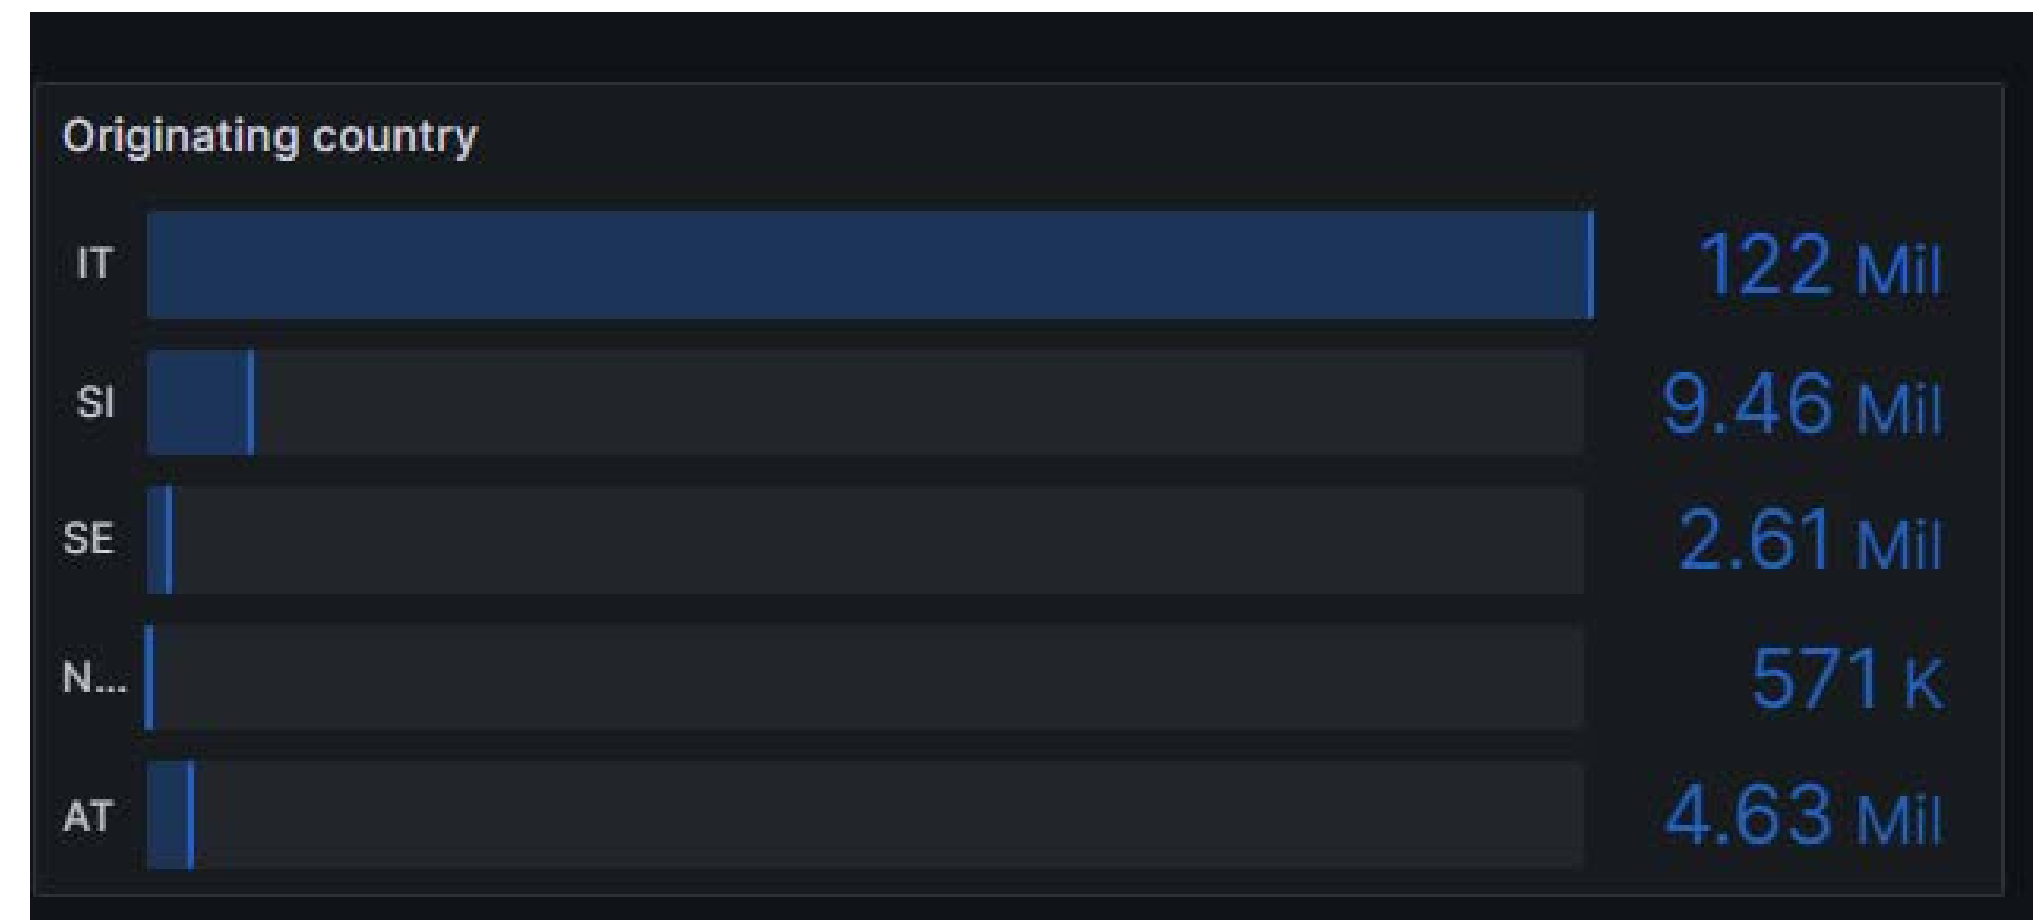 Originating country
IT 122 Mil
SI 9.46 Mil
SE 2.61 Mil
N... 571 K
AT 4.63 Mil